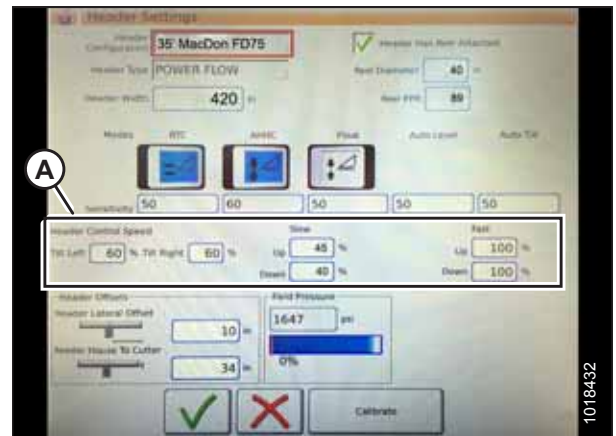 Header Settings
Header Configuration 35' MacDon FD75 Header Has Reel Attached
Header Type POWER FLOW Reel Diameter 40 in
Header Width 420 in Reel PPR 89
Modes RTC AHHC Float Auto Level Auto Tilt
A
Sensitivity 50 60 50 50 50
Header Control Speed Slow Fast
Tilt Left 60 % Tilt Right 60 % Up 45 % Up 100 %
Down 40 % Down 100 %
Header Offsets Field Pressure
Header Lateral Offset 1647 psi
10 in
Feeder House To Cutter
34 in 0%
Calibrate
1018432